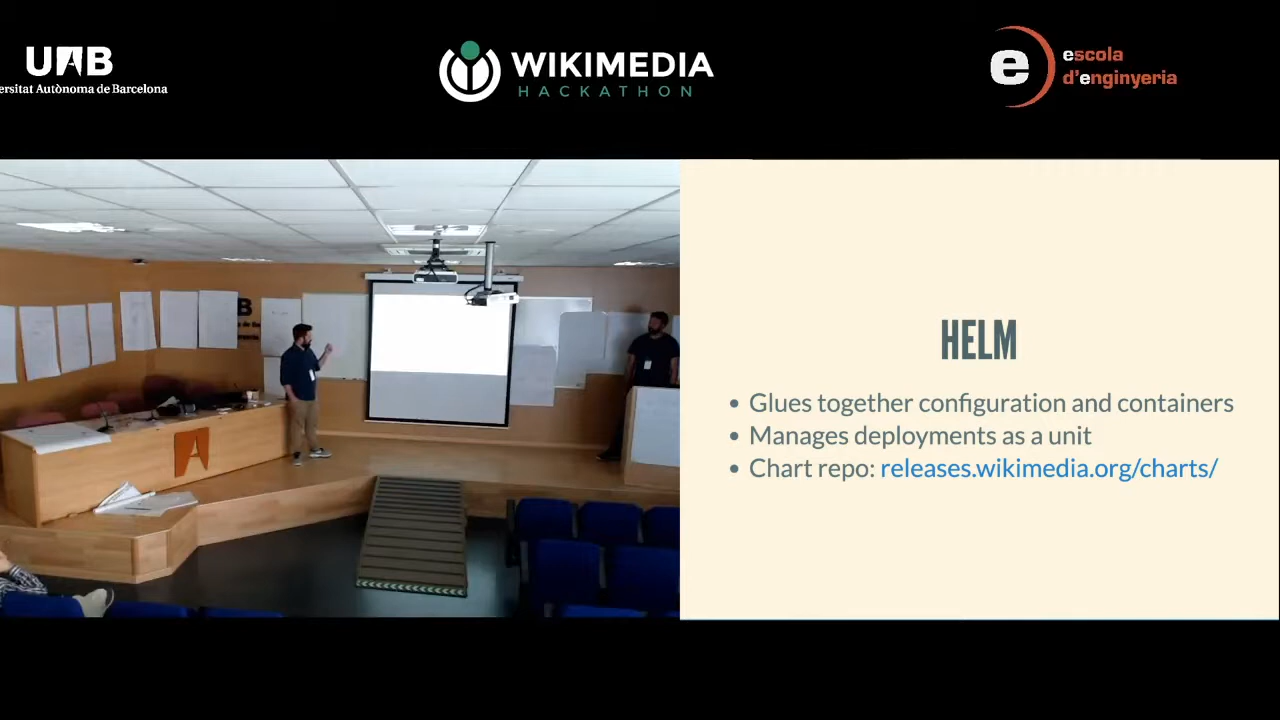 UAB
ersitat Autònoma de Barcelona
WIKIMEDIA
HACKATHON
e
escola
d'enginyeria
B
HELM
Glues together configuration and containers
Manages deployments as a unit
Chart repo: releases.wikimedia.org/charts/